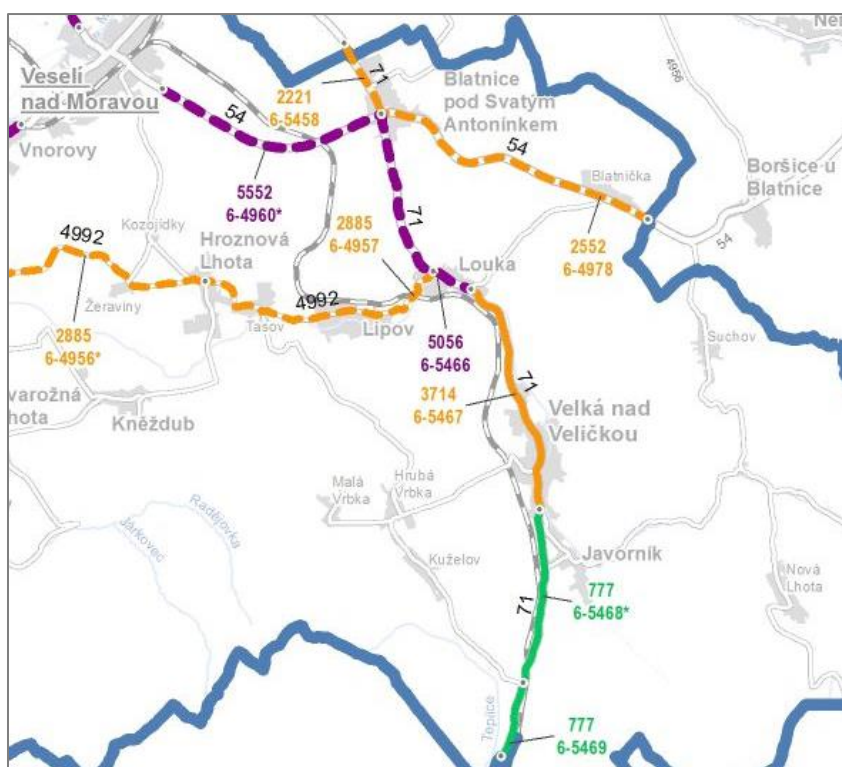 4956
71
Veselí
nad Moravou
2221
6-5458
Blatnice
pod Svatým
Antonínkem
54
54
Vnorovy
Blatnička
Boršice u
Blatnice
5552
6-4960*
71
2885
6-4957
Kozojídky
4992
Hroznová
Lhota
Louka
2552
6-4978
54
4992
Žeraviny
Tasov
Lipov
2885
6-4956*
5056
6-5466
Suchov
71
3714
6-5467
varožná
hota
Kněždub
Velká nad
Veličkou
Malá
Vrbka
Hrubá
Vrbka
Radějovka
Járkovec
Javorník
Kuželov
Nová
Lhota
777
6-5468*
71
Teplice
777
6-5469